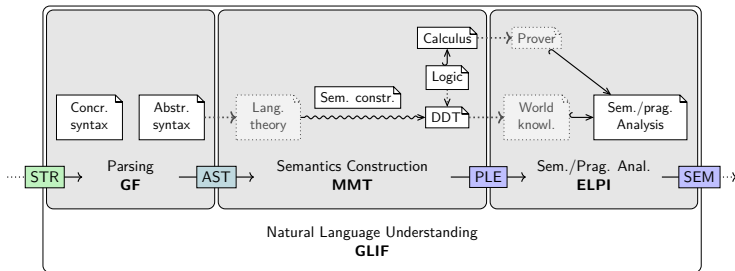 Calculus
Prover
Logic
Concr.
syntax
Abstr.
syntax
Lang.
theory
Sem. constr.
DDT
World
knowl.
Sem./prag.
Analysis
STR
Parsing
GF
AST
Semantics Construction
MMT
PLE
Sem./Prag. Anal.
ELPI
SEM
Natural Language Understanding
GLIF